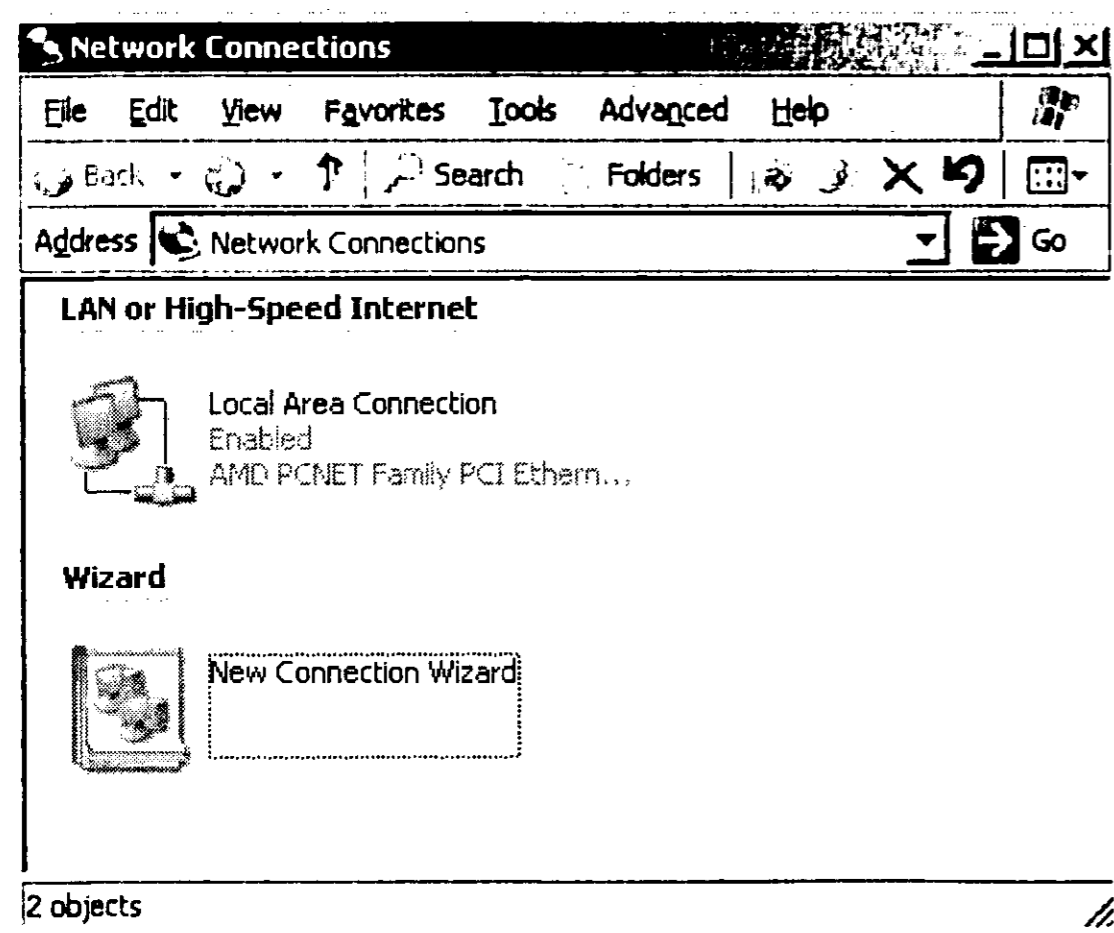 Network Connections
File Edit View Favorites Tools Advanced Help
Back Search Folders
Address Network Connections Go
LAN or High-Speed Internet
Local Area Connection
Enabled
AMD PCNET Family PCI Ethern...
Wizard
New Connection Wizard
2 objects